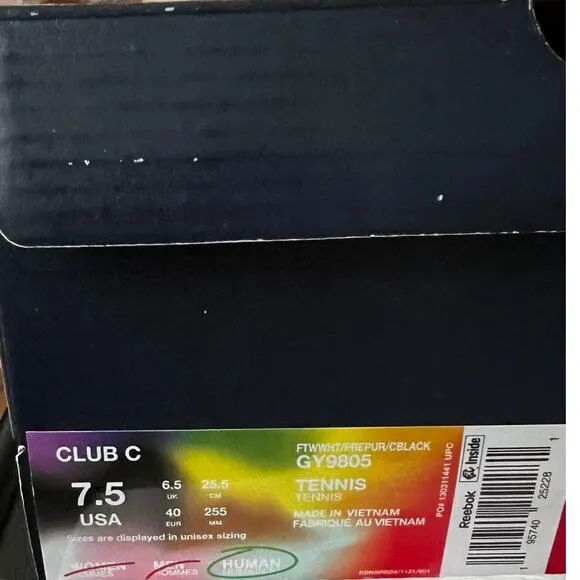 CLUB C
7.5
USA
6.5
UK
25.5
CM
40
EUR
255
MM
Sizes are displayed in unisex sizing
WOMEN
MEN
HOMMES
HUMAN
FTWWHT/PREPUR/CBLACK
GY9805
TENNIS
TENNIS
MADE IN VIETNAM
FABRIQUÉ AU VIETNAM
PO# 130311441 UPC
Reebok Inside
1 95740 25228 1